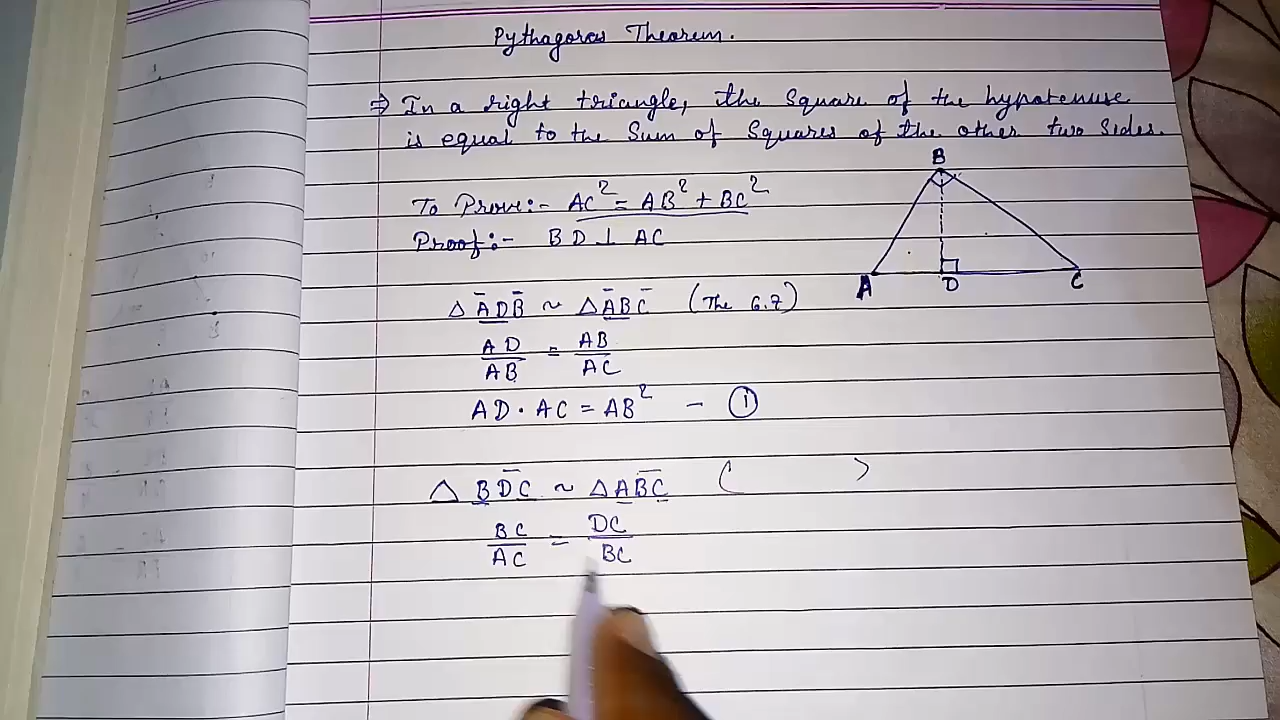 Pythagoras Theorem.
⇒ In a right triangle, the Square of the hypotenuse
is equal to the Sum of Squares of the other two Sides.
B
To Prove:- AC² = AB² + BC²
Proof:- BD ⊥ AC
A D C
△ADB ~ △ABC (The 6.7)
AD/AB = AB/AC
AD·AC = AB² - ①
△BDC ~ △ABC ( )
BC/AC = DC/BC